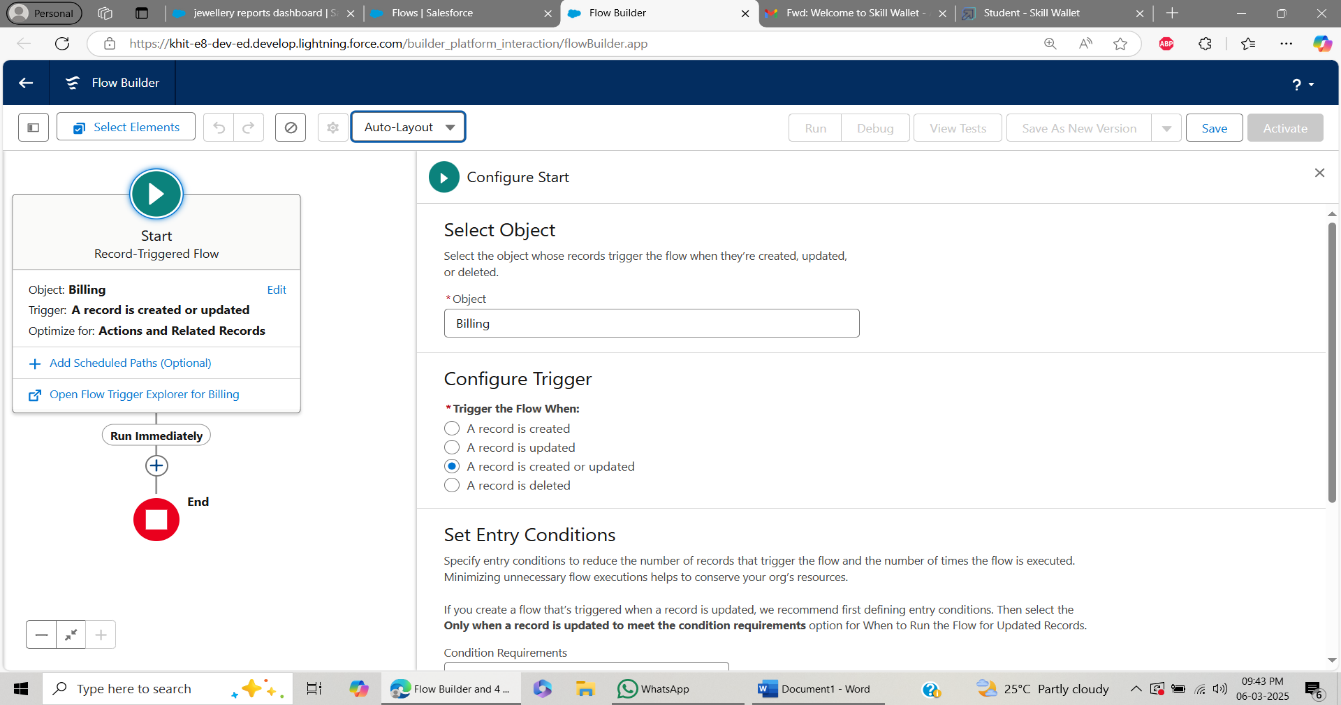 Personal
jewellery reports dashboard | S
Flows | Salesforce
Flow Builder
Fwd: Welcome to Skill Wallet -
Student - Skill Wallet
https://khit-e8-dev-ed.develop.lightning.force.com/builder_platform_interaction/flowBuilder.app
ABP
Flow Builder
?
Select Elements
Auto-Layout
Run
Debug
View Tests
Save As New Version
Save
Activate
Start
Record-Triggered Flow
Object: Billing
Edit
Trigger: A record is created or updated
Optimize for: Actions and Related Records
Add Scheduled Paths (Optional)
Open Flow Trigger Explorer for Billing
Run Immediately
End
Configure Start
Select Object
Select the object whose records trigger the flow when they're created, updated,
or deleted.
*Object
Billing
Configure Trigger
*Trigger the Flow When:
A record is created
A record is updated
A record is created or updated
A record is deleted
Set Entry Conditions
Specify entry conditions to reduce the number of records that trigger the flow and the number of times the flow is executed.
Minimizing unnecessary flow executions helps to conserve your org's resources.
If you create a flow that's triggered when a record is updated, we recommend first defining entry conditions. Then select the
Only when a record is updated to meet the condition requirements option for When to Run the Flow for Updated Records.
Condition Requirements
Type here to search
Flow Builder and 4 ...
WhatsApp
Document1 - Word
25°C Partly cloudy
09:43 PM
06-03-2025
6